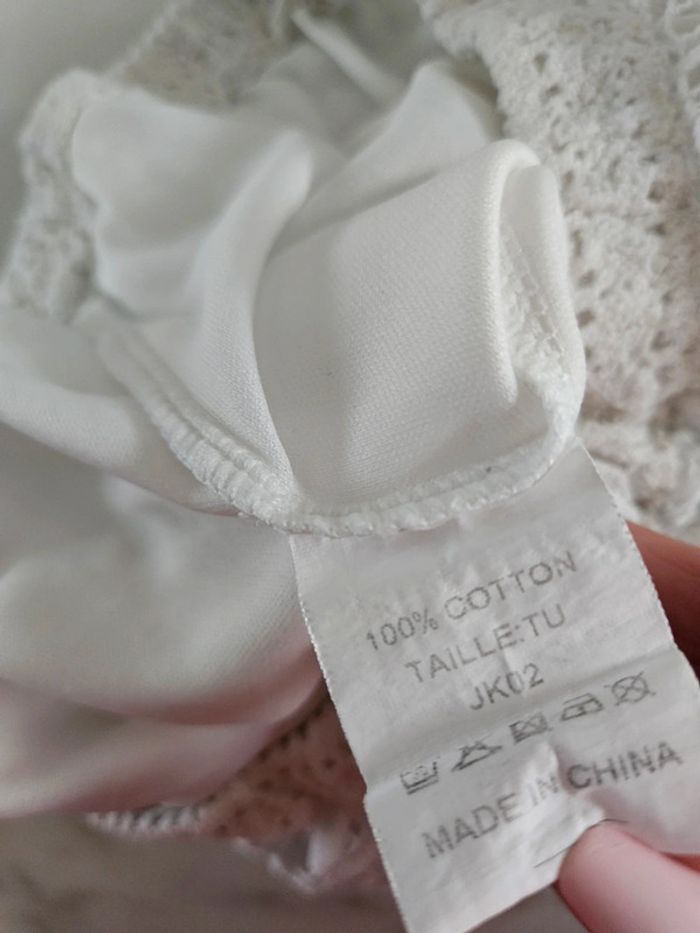 100% COTTON
TAILLE:TU
JK02
MADE IN CHINA